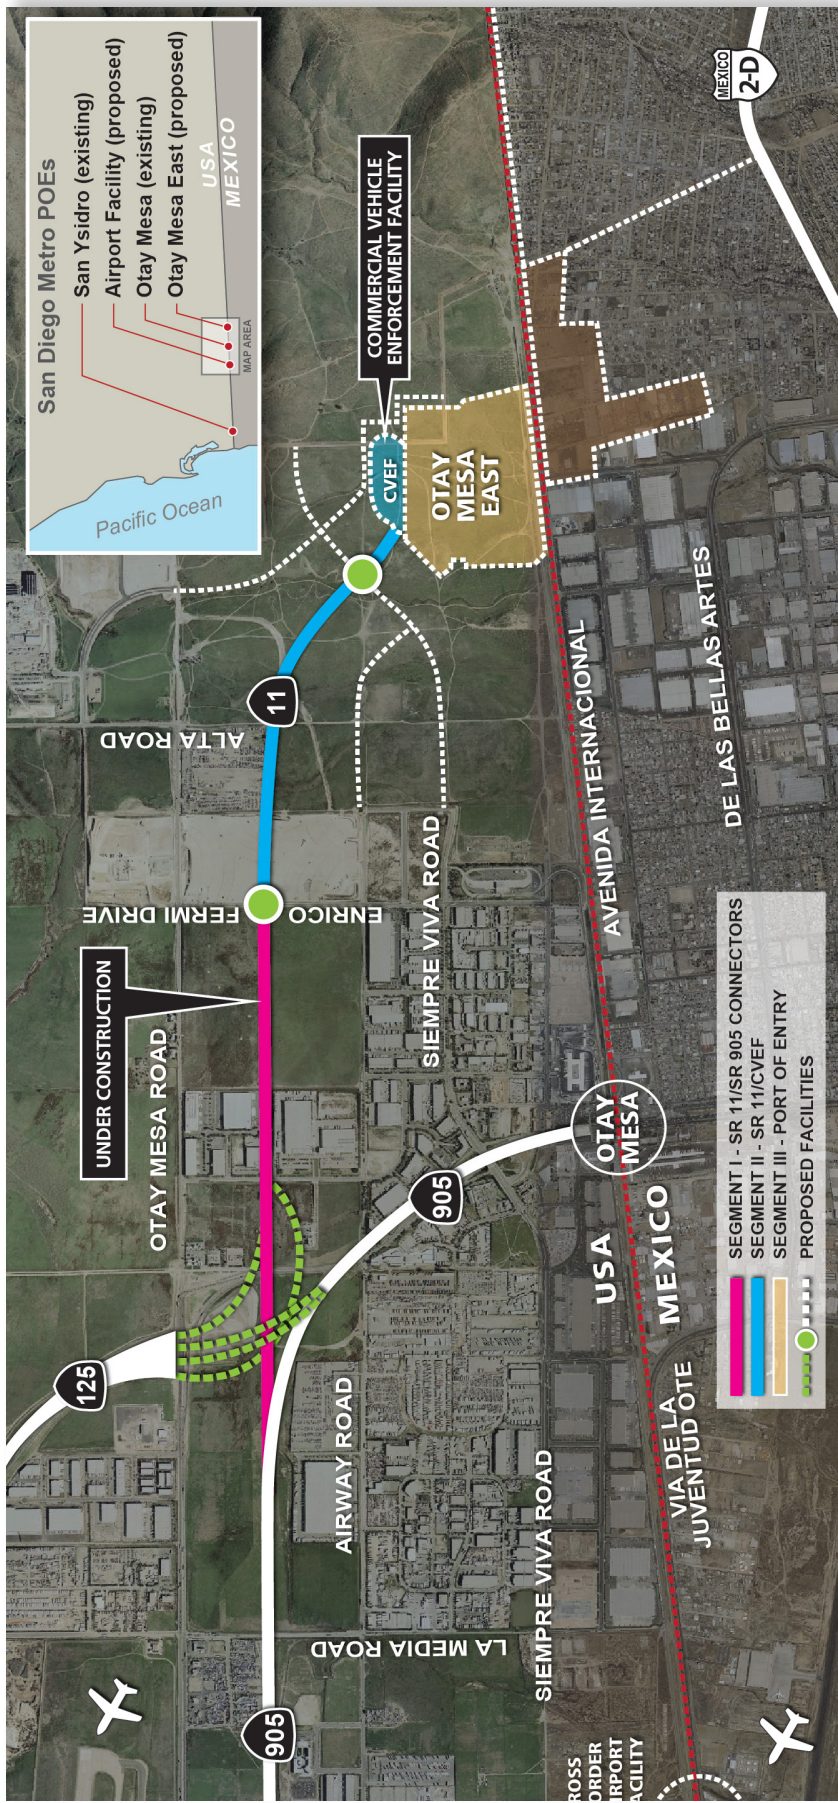 San Diego Metro POEs
San Ysidro (existing)
Airport Facility (proposed)
Otay Mesa (existing)
Otay Mesa East (proposed)
USA
MEXICO
MAP AREA
Pacific Ocean
MEXICO
2-D
COMMERCIAL VEHICLE
ENFORCEMENT FACILITY
CVEF
OTAY
MESA
EAST
11
ALTA ROAD
ENRICO
FERMI DRIVE
UNDER CONSTRUCTION
OTAY MESA ROAD
SIEMPRE VIVA ROAD
AVENIDA INTERNACIONAL
DE LAS BELLAS ARTES
125
905
OTAY
MESA
USA
MEXICO
AIRWAY ROAD
VIA DE LA
JUVENTUD OTE
LA MEDIA ROAD
SIEMPRE VIVA ROAD
905
ROSS
ORDER
IRPORT
ACILITY
SEGMENT I - SR 11/SR 905 CONNECTORS
SEGMENT II - SR 11/CVEF
SEGMENT III - PORT OF ENTRY
PROPOSED FACILITIES